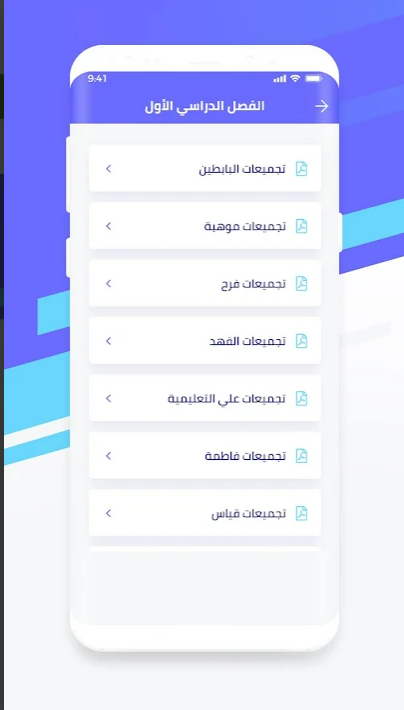 9:41
الفصل الدراسي الأول
تجميعات البابطين
تجميعات موهبة
تجميعات فرح
تجميعات الفهد
تجميعات علي التعليمية
تجميعات فاطمة
تجميعات قياس